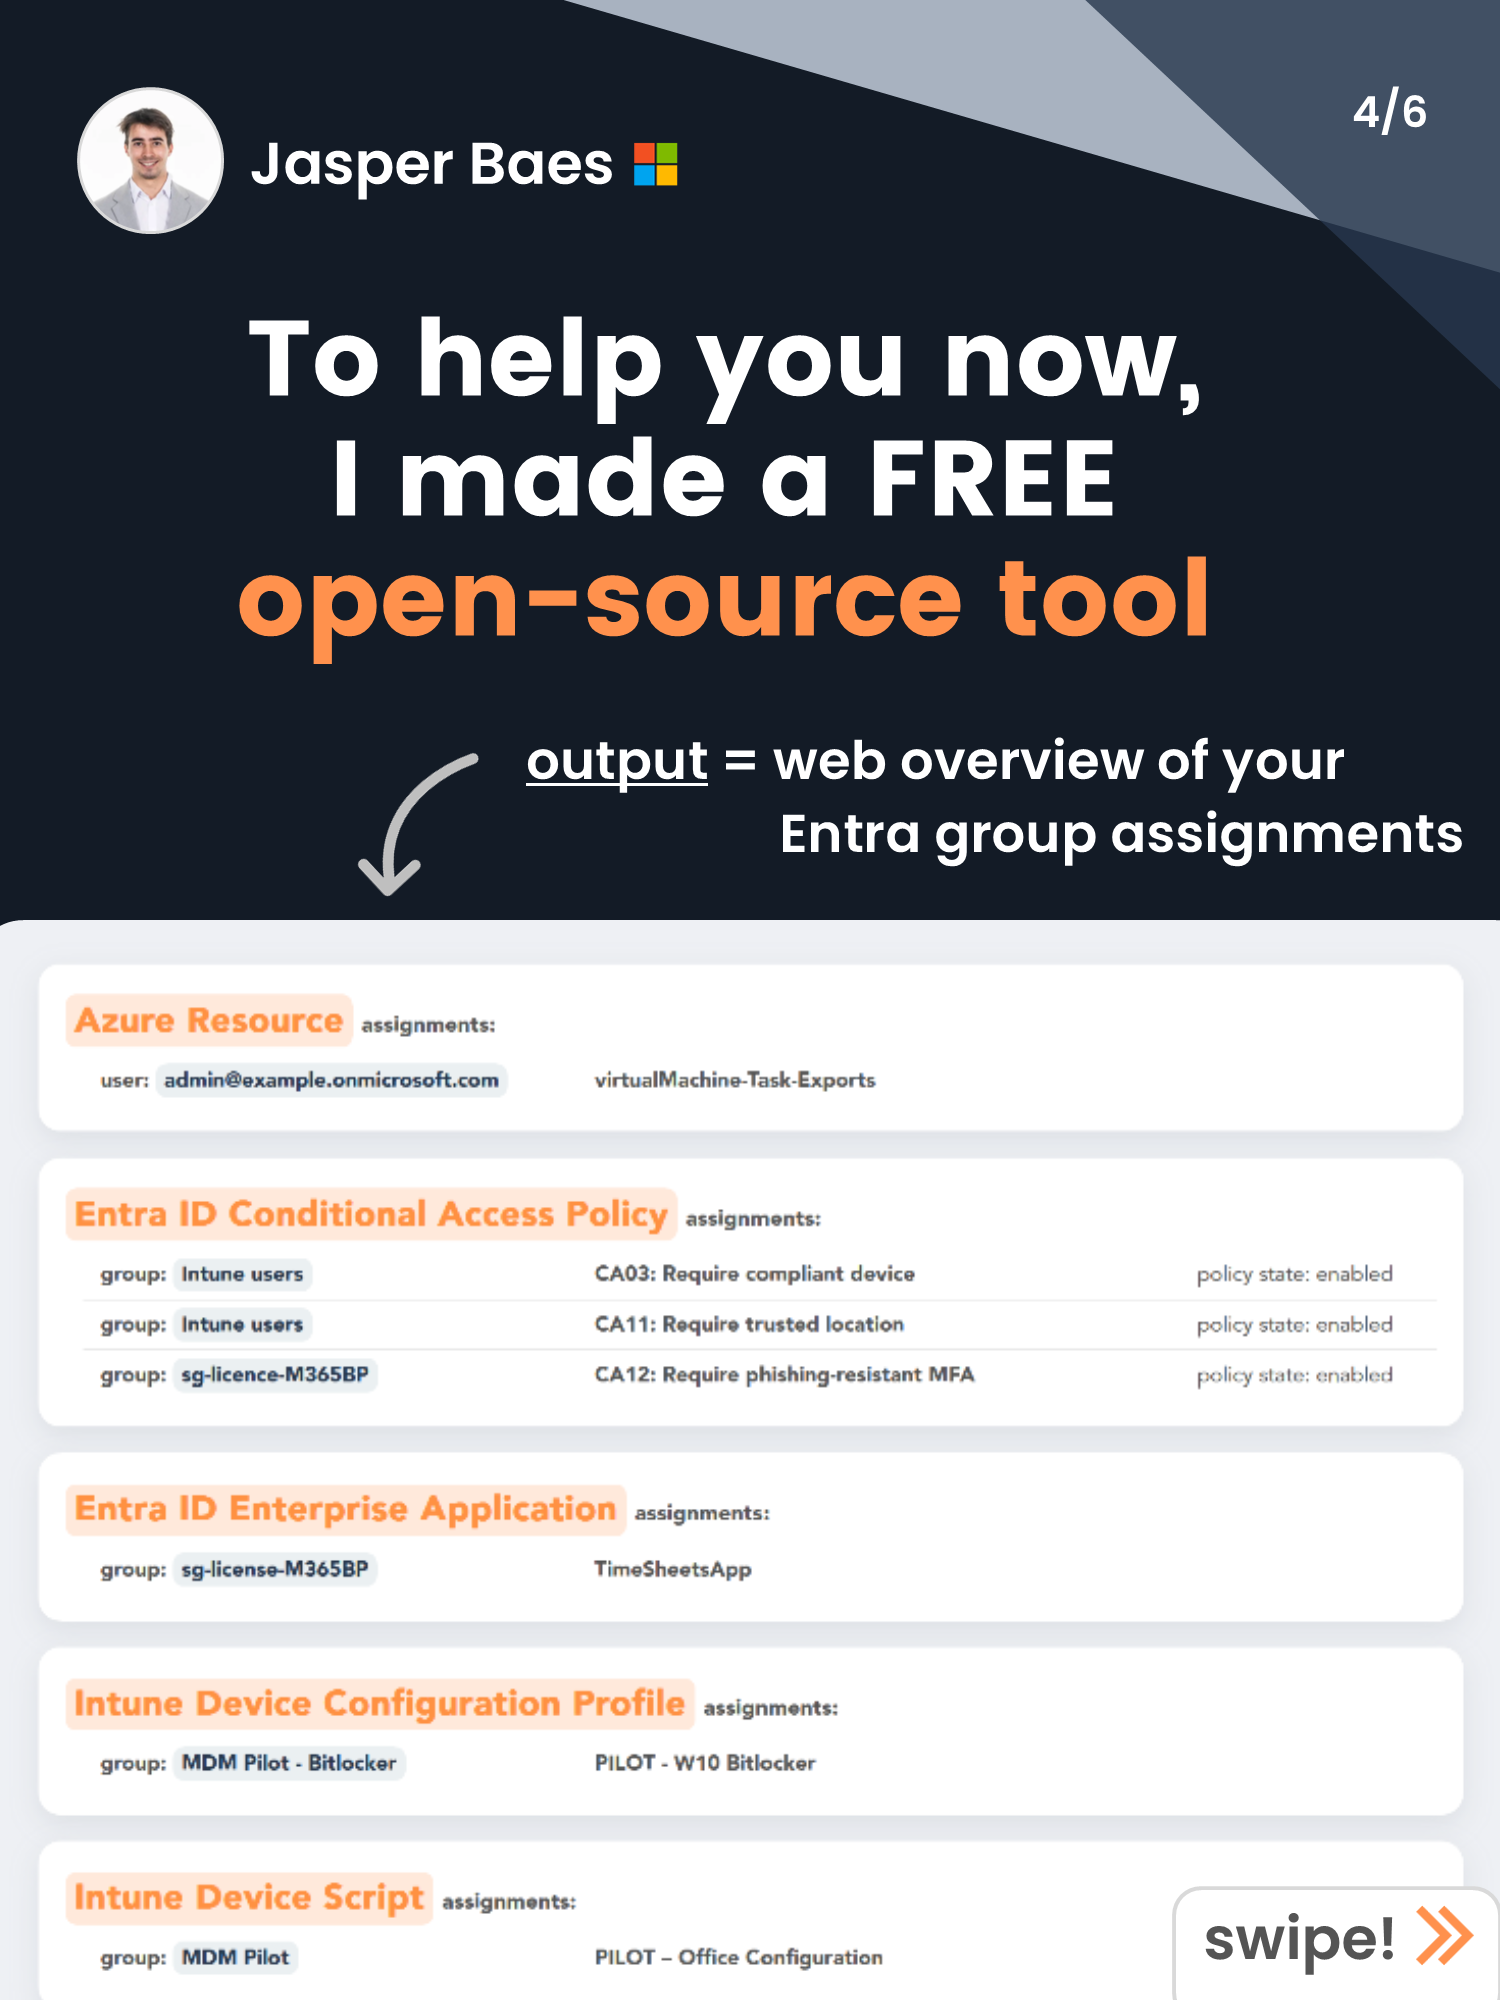 Jasper Baes
4/6
To help you now,
I made a FREE
open-source tool
output = web overview of your
Entra group assignments
Azure Resource assignments:
user: admin@example.onmicrosoft.com virtualMachine-Task-Exports
Entra ID Conditional Access Policy assignments:
group: Intune users CA03: Require compliant device policy state: enabled
group: Intune users CA11: Require trusted location policy state: enabled
group: sg-licence-M365BP CA12: Require phishing-resistant MFA policy state: enabled
Entra ID Enterprise Application assignments:
group: sg-license-M365BP TimeSheetsApp
Intune Device Configuration Profile assignments:
group: MDM Pilot - Bitlocker PILOT - W10 Bitlocker
Intune Device Script assignments:
group: MDM Pilot PILOT – Office Configuration
swipe!